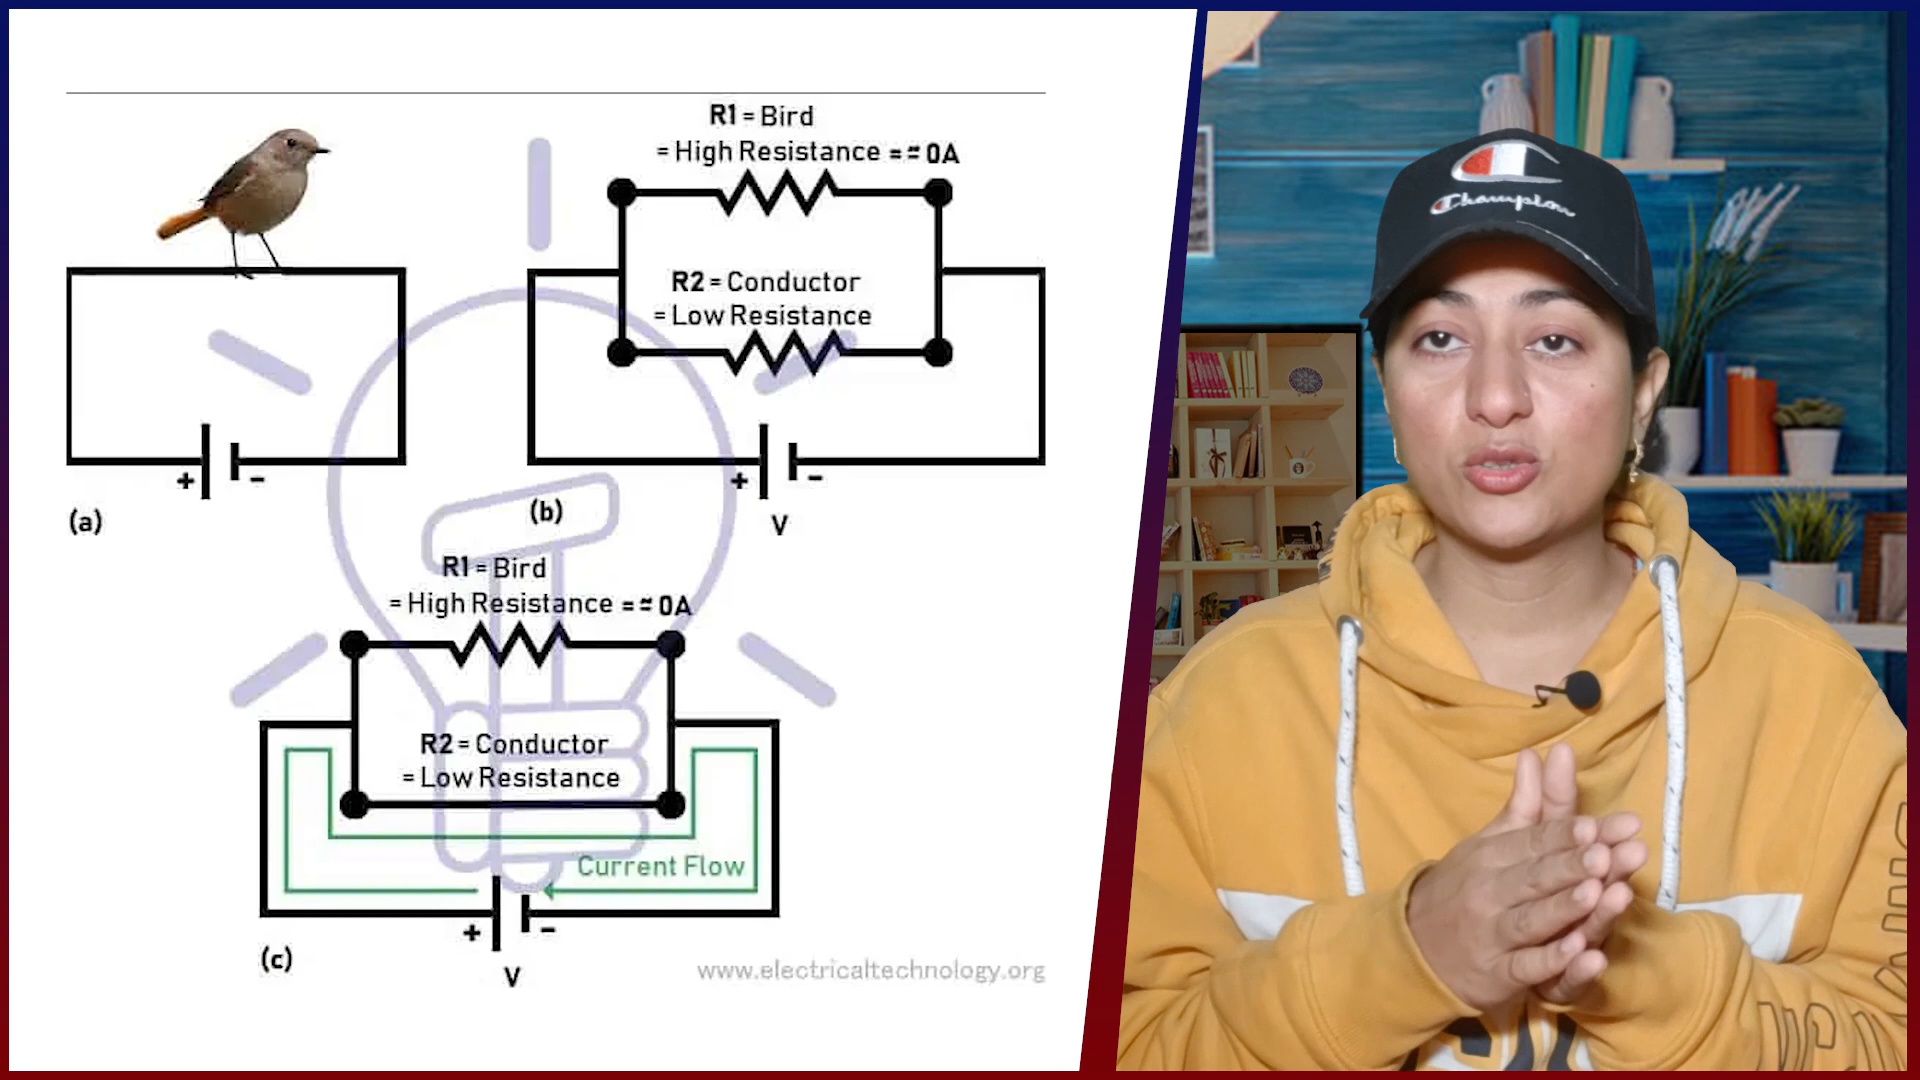 R1 = Bird
= High Resistance = ≈ 0A
R2 = Conductor
= Low Resistance
+ -
(a)
+ -
(b)
V
R1 = Bird
= High Resistance = ≈ 0A
R2 = Conductor
= Low Resistance
Current Flow
+ -
(c)
V
www.electricaltechnology.org
Champion